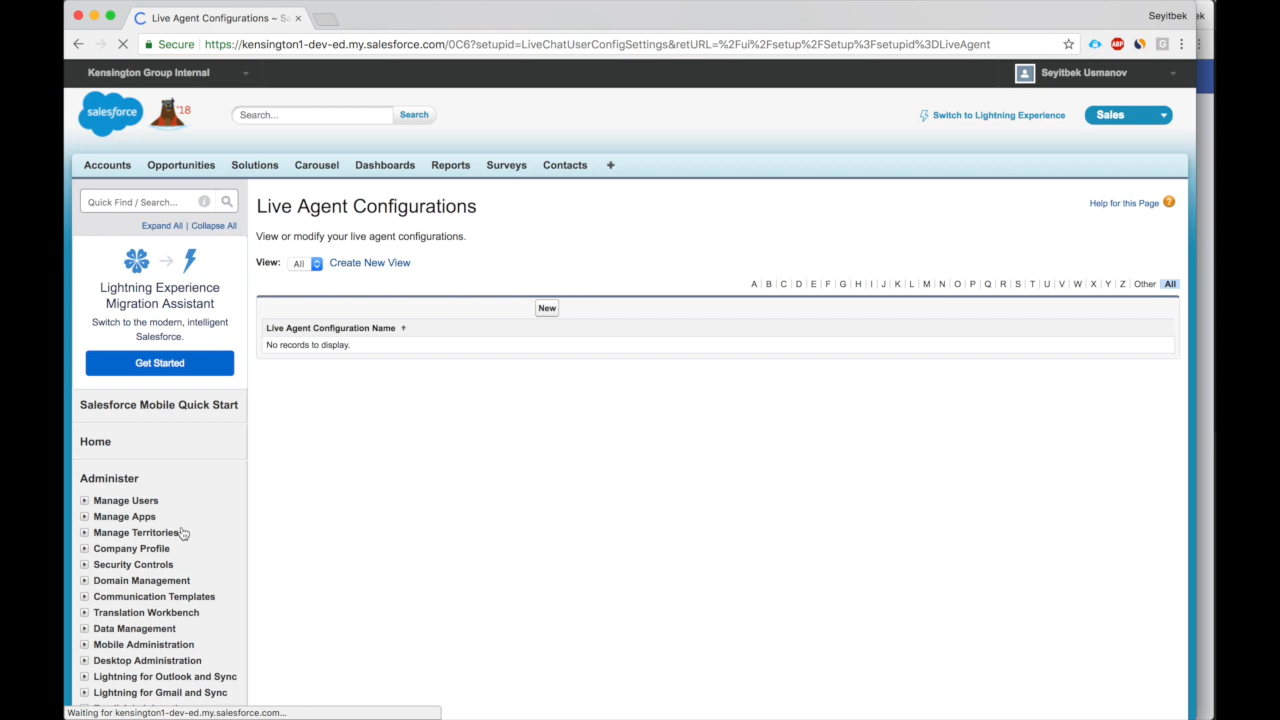 Live Agent Configurations ~ Sa
Seyitbek
ek
Secure
https://kensington1-dev-ed.my.salesforce.com/0C6?setupid=LiveChatUserConfigSettings&retURL=%2Fui%2Fsetup%2FSetup%3Fsetupid%3DLiveAgent
ABP
G
Kensington Group Internal
Seyitbek Usmanov
salesforce
'18
Search...
Search
Switch to Lightning Experience
Sales
Accounts Opportunities Solutions Carousel Dashboards Reports Surveys Contacts +
Quick Find / Search...
Expand All | Collapse All
Lightning Experience
Migration Assistant
Switch to the modern, intelligent
Salesforce.
Get Started
Salesforce Mobile Quick Start
Home
Administer
Manage Users
Manage Apps
Manage Territories
Company Profile
Security Controls
Domain Management
Communication Templates
Translation Workbench
Data Management
Mobile Administration
Desktop Administration
Lightning for Outlook and Sync
Lightning for Gmail and Sync
Live Agent Configurations
Help for this Page ?
View or modify your live agent configurations.
View: All Create New View
A | B | C | D | E | F | G | H | I | J | K | L | M | N | O | P | Q | R | S | T | U | V | W | X | Y | Z | Other | All
New
Live Agent Configuration Name ↑
No records to display.
Waiting for kensington1-dev-ed.my.salesforce.com...